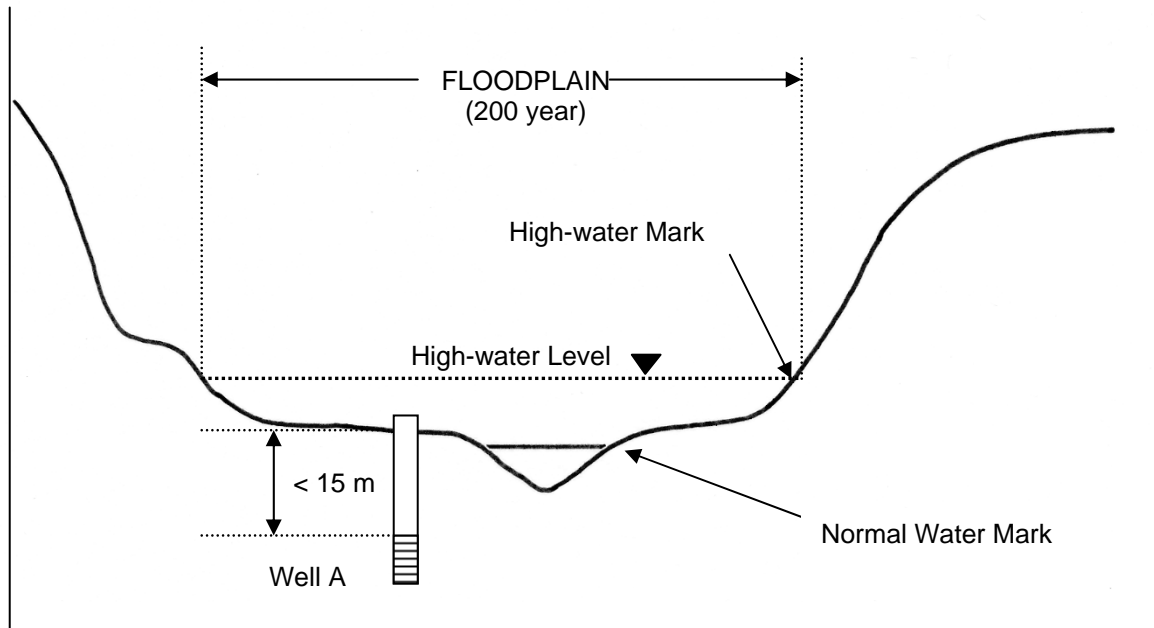 FLOODPLAIN
(200 year)
High-water Mark
High-water Level
< 15 m
Normal Water Mark
Well A